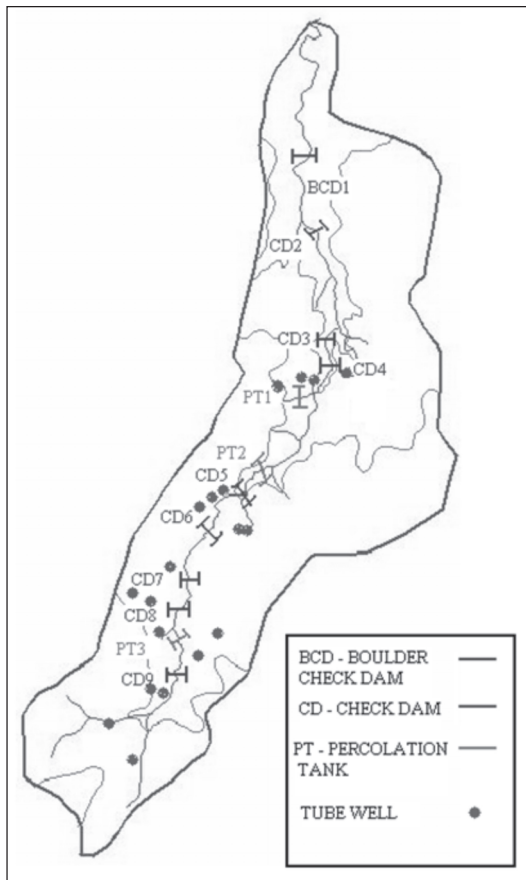 BCD1
CD2
CD3
CD4
PT1
PT2
CD5
CD6
CD7
CD8
PT3
CD9
BCD - BOULDER
CHECK DAM
CD - CHECK DAM
PT - PERCOLATION
TANK
TUBE WELL